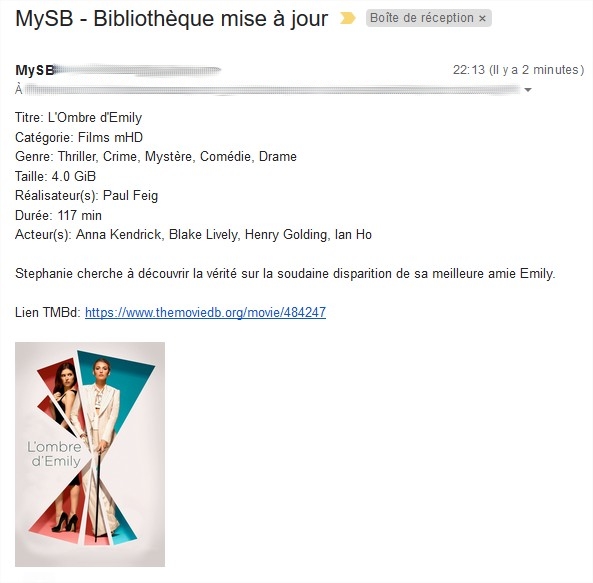 MySB - Bibliothèque mise à jour Boîte de réception ×
MySB 22:13 (Il y a 2 minutes)
À
Titre: L'Ombre d'Emily
Catégorie: Films mHD
Genre: Thriller, Crime, Mystère, Comédie, Drame
Taille: 4.0 GiB
Réalisateur(s): Paul Feig
Durée: 117 min
Acteur(s): Anna Kendrick, Blake Lively, Henry Golding, Ian Ho
Stephanie cherche à découvrir la vérité sur la soudaine disparition de sa meilleure amie Emily.
Lien TMBd: https://www.themoviedb.org/movie/484247
L'ombre
d'Emily